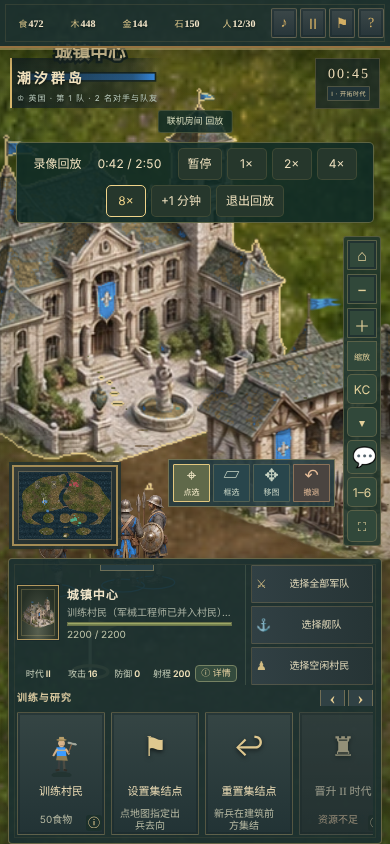 食472 木448 金144 石150 人12/30 ♪ || ⚑ ?
城镇中心
潮汐群岛
♔ 英国 · 第 1 队 · 2 名对手与队友
00:45
I · 开拓时代
联机房间 回放
录像回放 0:42 / 2:50 暂停 1× 2× 4×
8× +1 分钟 退出回放
缩放
KC
1–6
点选 框选 移图 撤退
城镇中心
训练村民（军械工程师已并入村民）…
2200 / 2200
时代 II 攻击 16 防御 0 射程 200 ⓘ 详情
选择全部军队
选择舰队
选择空闲村民
训练与研究 ‹ ›
训练村民
50食物 ⓘ
设置集结点
点地图指定出
兵去向
重置集结点
新兵在建筑前
方集结
晋升 II 时代
资源不足